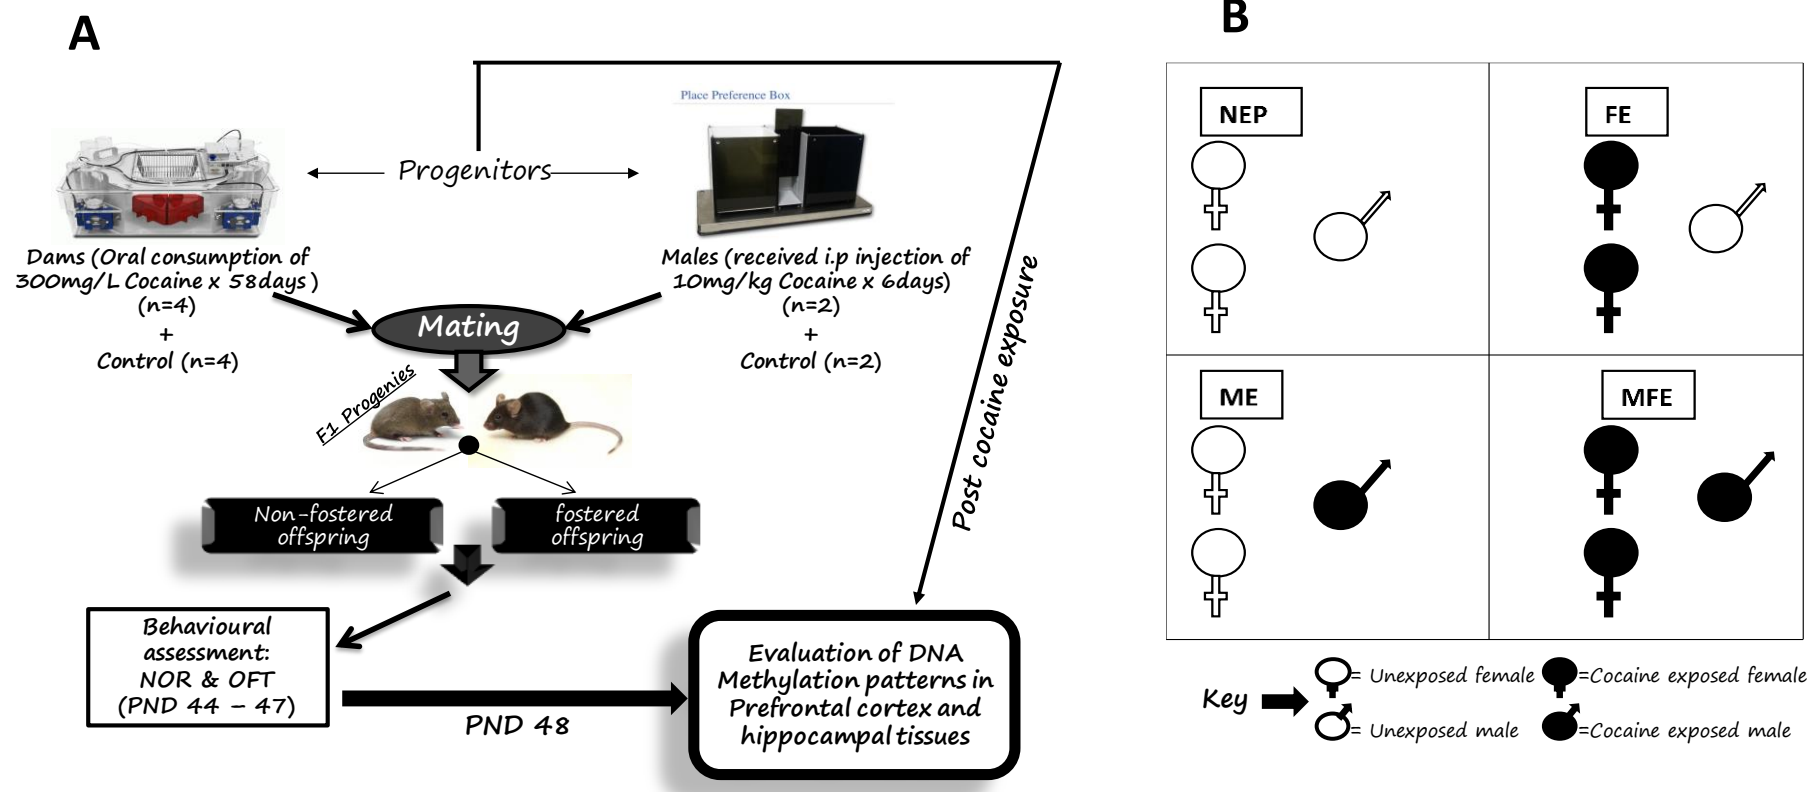 A
Place Preference Box
Progenitors
Dams (Oral consumption of
300mg/L Cocaine x 58days )
(n=4)
+
Control (n=4)
Males (received i.p injection of
10mg/kg Cocaine x 6days)
(n=2)
+
Control (n=2)
Mating
F1 Progenies
Post cocaine exposure
Non-fostered
offspring
fostered
offspring
Behavioural
assessment:
NOR & OFT
(PND 44 – 47)
PND 48
Evaluation of DNA
Methylation patterns in
Prefrontal cortex and
hippocampal tissues
B
NEP
FE
ME
MFE
Key
= Unexposed female
=Cocaine exposed female
= Unexposed male
=Cocaine exposed male